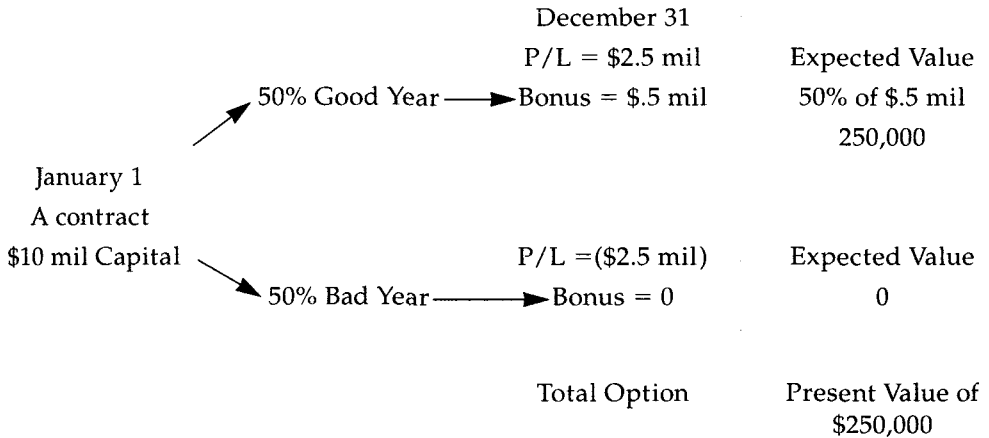 December 31
P/L = $2.5 mil Expected Value
50% Good Year Bonus = $.5 mil 50% of $.5 mil
250,000
January 1
A contract
$10 mil Capital P/L =($2.5 mil) Expected Value
50% Bad Year Bonus = 0 0
Total Option Present Value of
$250,000